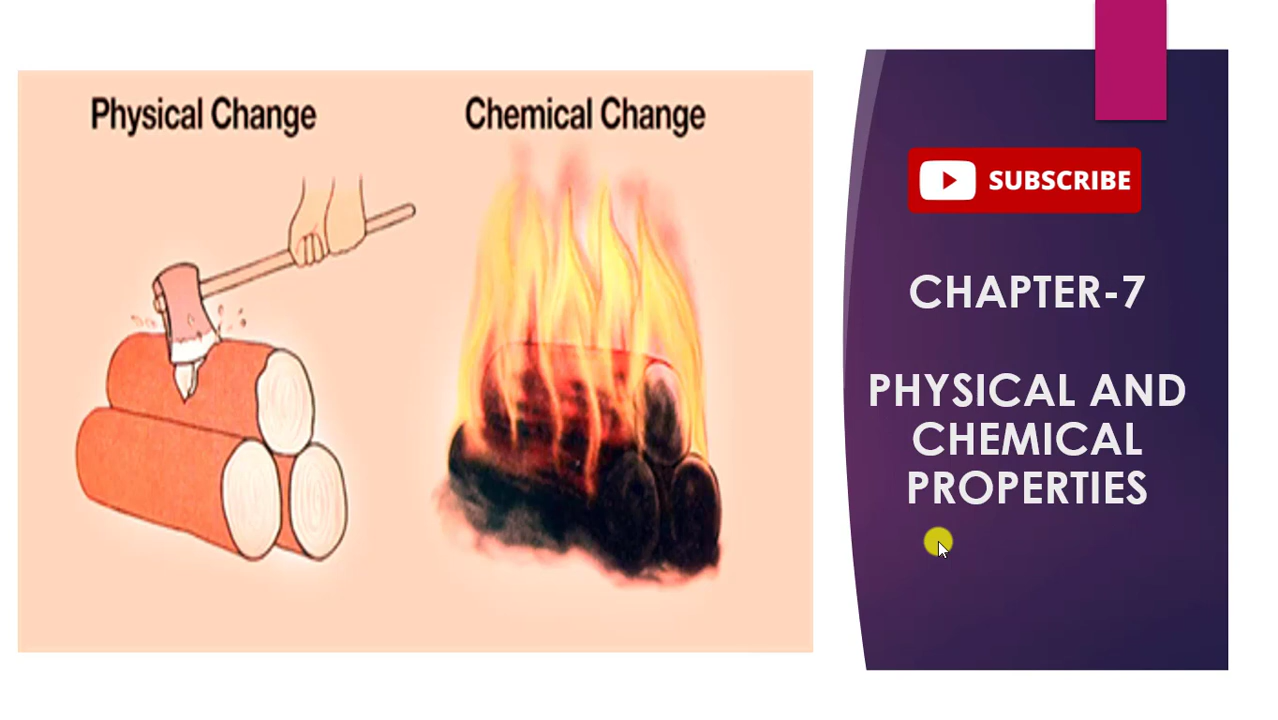 Physical Change
Chemical Change
SUBSCRIBE
CHAPTER-7
PHYSICAL AND
CHEMICAL
PROPERTIES